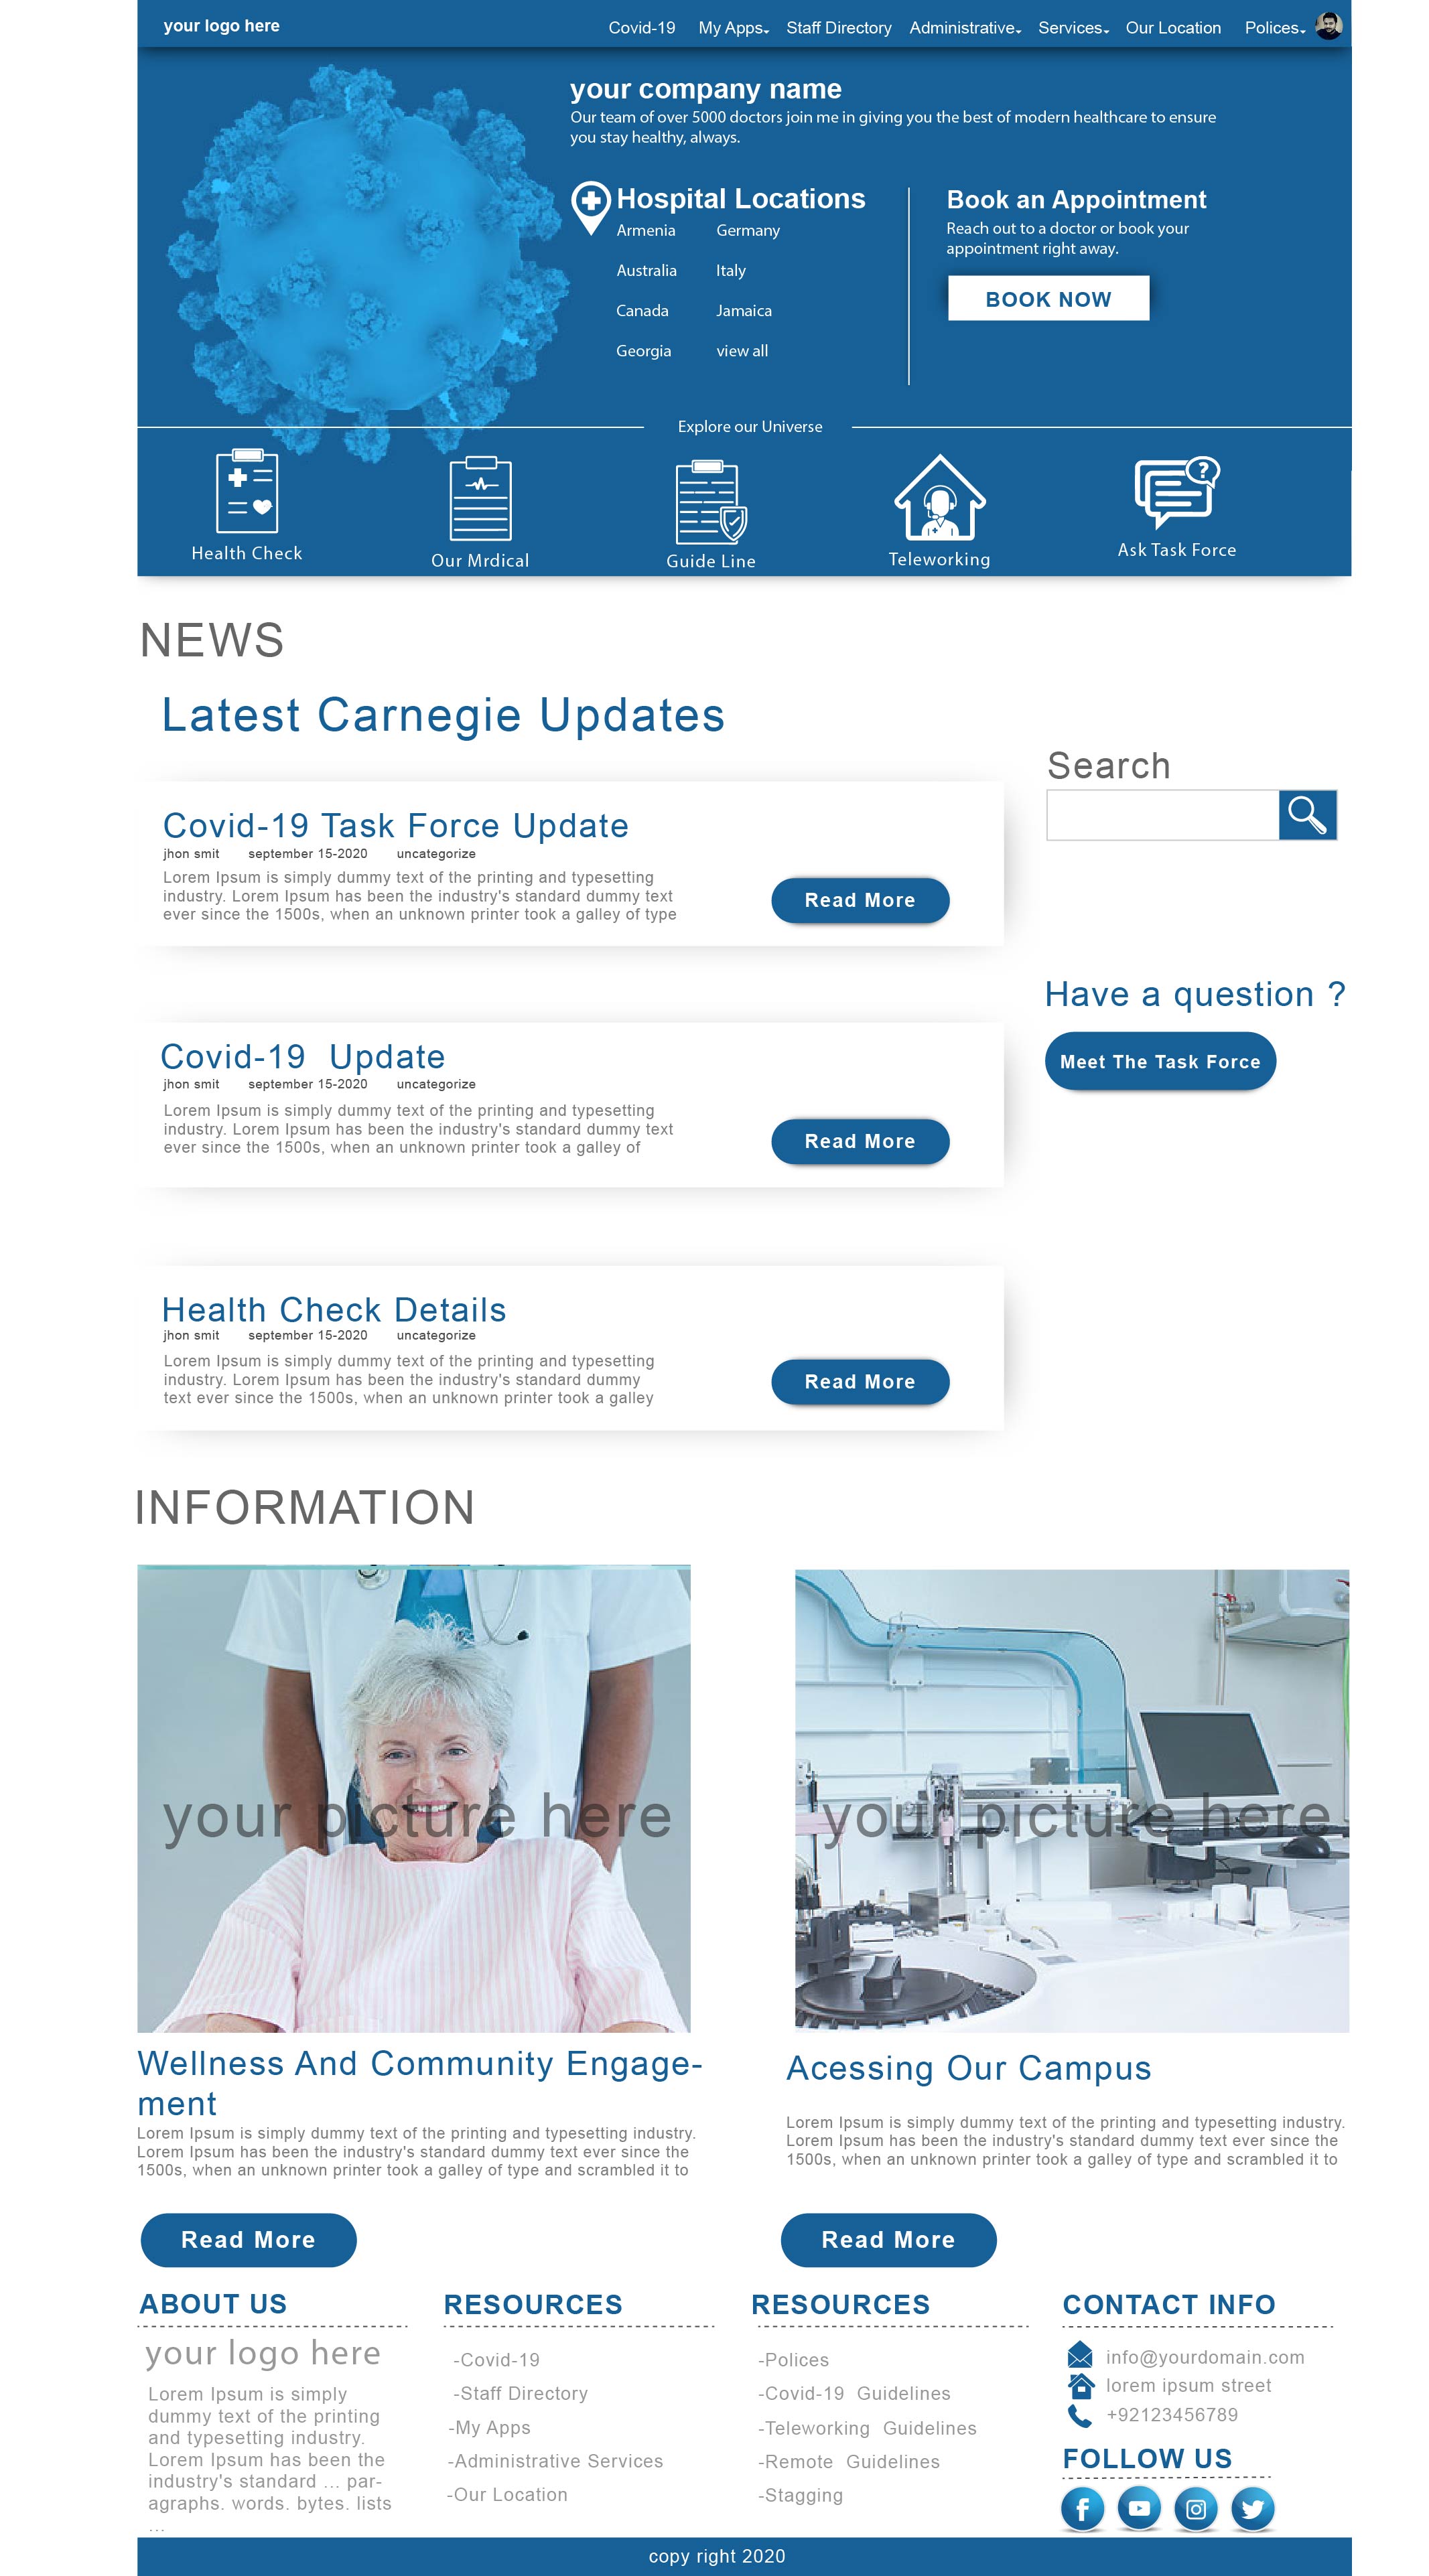 your logo here
Covid-19 My Apps Staff Directory Administrative Services Our Location Polices
your company name
Our team of over 5000 doctors join me in giving you the best of modern healthcare to ensure
you stay healthy, always.
Hospital Locations
Armenia Germany
Australia Italy
Canada Jamaica
Georgia view all
Book an Appointment
Reach out to a doctor or book your
appointment right away.
BOOK NOW
Explore our Universe
Health Check
Our Mrdical
Guide Line
Teleworking
?
Ask Task Force
NEWS
Latest Carnegie Updates
Covid-19 Task Force Update
jhon smit september 15-2020 uncategorize
Lorem Ipsum is simply dummy text of the printing and typesetting
industry. Lorem Ipsum has been the industry's standard dummy text
ever since the 1500s, when an unknown printer took a galley of type
Read More
Covid-19 Update
jhon smit september 15-2020 uncategorize
Lorem Ipsum is simply dummy text of the printing and typesetting
industry. Lorem Ipsum has been the industry's standard dummy text
ever since the 1500s, when an unknown printer took a galley of
Read More
Health Check Details
jhon smit september 15-2020 uncategorize
Lorem Ipsum is simply dummy text of the printing and typesetting
industry. Lorem Ipsum has been the industry's standard dummy
text ever since the 1500s, when an unknown printer took a galley
Read More
Search
Have a question ?
Meet The Task Force
INFORMATION
your picture here
Wellness And Community Engage-
ment
Lorem Ipsum is simply dummy text of the printing and typesetting industry.
Lorem Ipsum has been the industry's standard dummy text ever since the
1500s, when an unknown printer took a galley of type and scrambled it to
Read More
your picture here
Acessing Our Campus
Lorem Ipsum is simply dummy text of the printing and typesetting industry.
Lorem Ipsum has been the industry's standard dummy text ever since the
1500s, when an unknown printer took a galley of type and scrambled it to
Read More
ABOUT US
your logo here
Lorem Ipsum is simply
dummy text of the printing
and typesetting industry.
Lorem Ipsum has been the
industry's standard ... par-
agraphs. words. bytes. lists
...
RESOURCES
-Covid-19
-Staff Directory
-My Apps
-Administrative Services
-Our Location
RESOURCES
-Polices
-Covid-19 Guidelines
-Teleworking Guidelines
-Remote Guidelines
-Stagging
CONTACT INFO
info@yourdomain.com
lorem ipsum street
+92123456789
FOLLOW US
copy right 2020